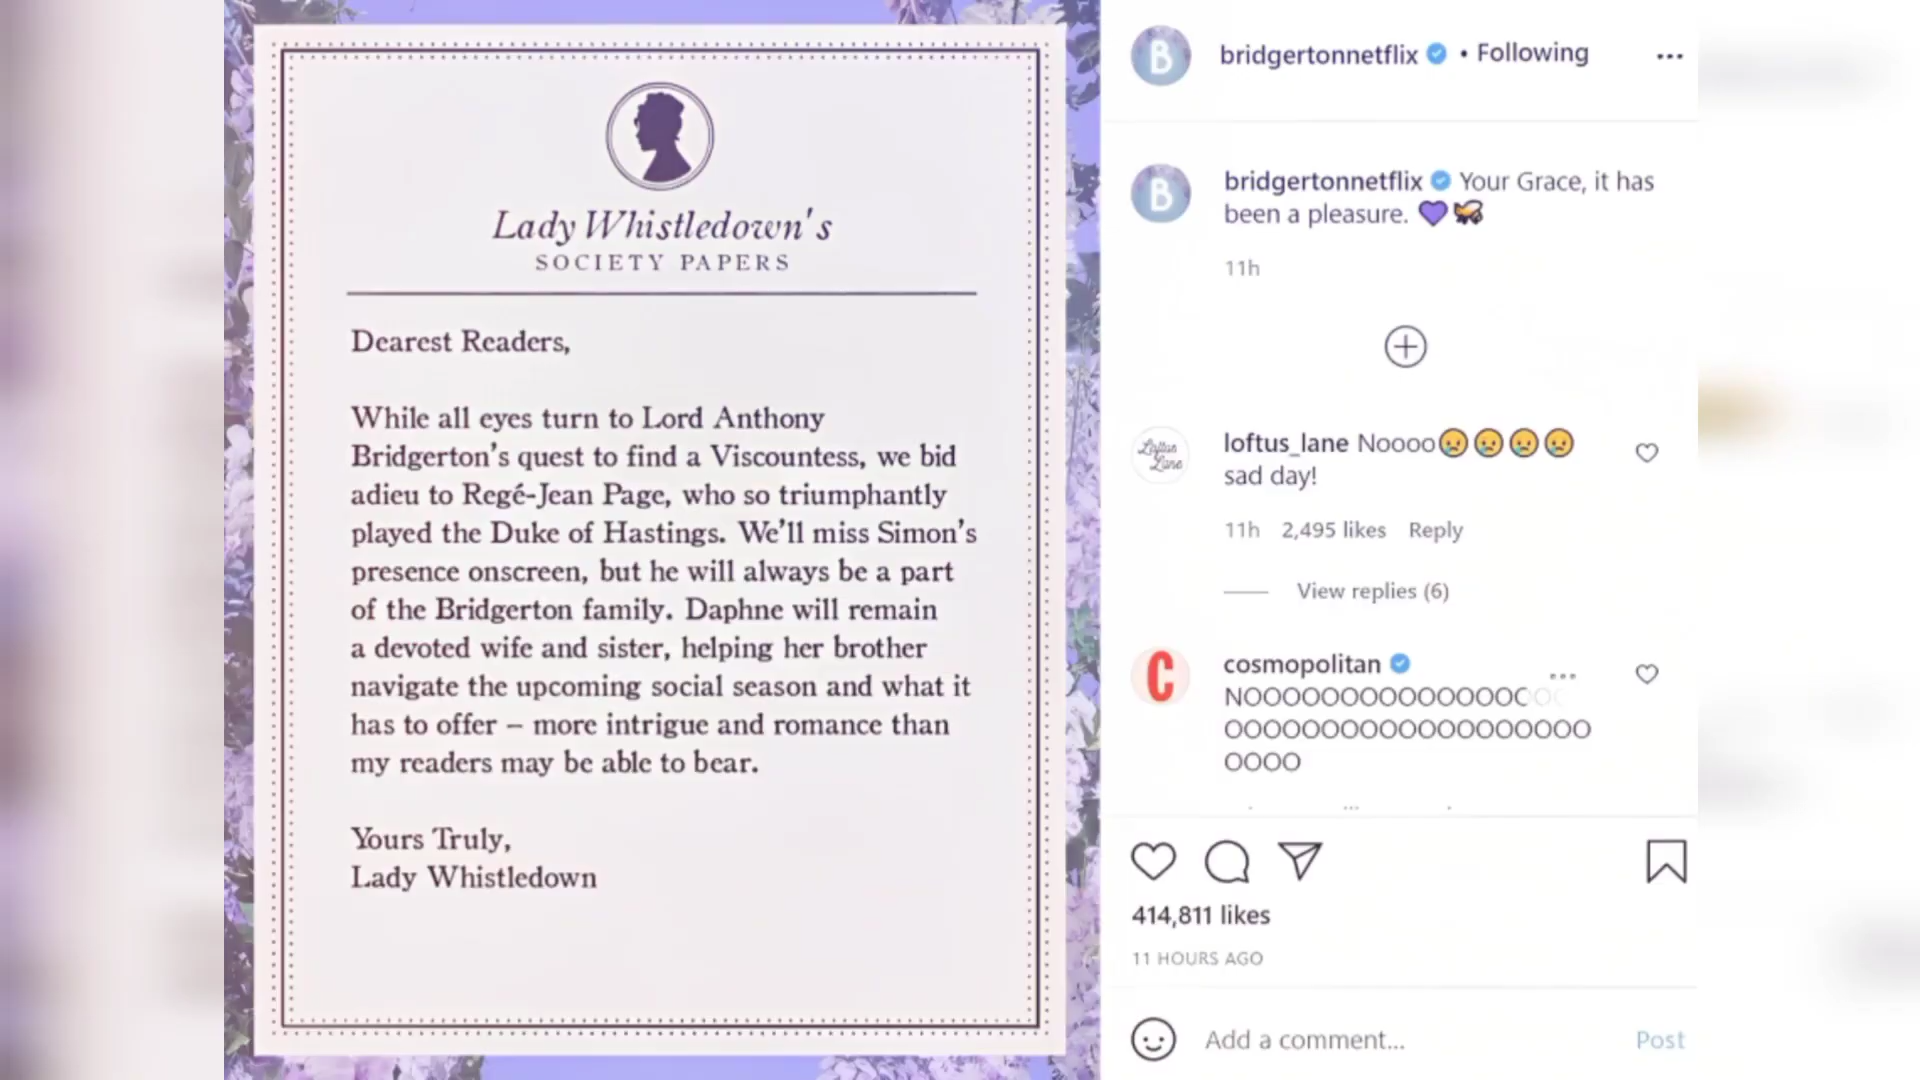 Lady Whistledown's
SOCIETY PAPERS
Dearest Readers,
While all eyes turn to Lord Anthony
Bridgerton's quest to find a Viscountess, we bid
adieu to Regé-Jean Page, who so triumphantly
played the Duke of Hastings. We'll miss Simon's
presence onscreen, but he will always be a part
of the Bridgerton family. Daphne will remain
a devoted wife and sister, helping her brother
navigate the upcoming social season and what it
has to offer – more intrigue and romance than
my readers may be able to bear.
Yours Truly,
Lady Whistledown
B
bridgertonnetflix • Following
B
bridgertonnetflix Your Grace, it has
been a pleasure. 💜🐝
11h
Loftus
Lane
loftus_lane Noooo😢😢😢😢
sad day!
11h 2,495 likes Reply
View replies (6)
C
cosmopolitan
NOOOOOOOOOOOOOOOOO
OOOOOOOOOOOOOOOOOOO
OOOO
414,811 likes
11 HOURS AGO
Add a comment...
Post